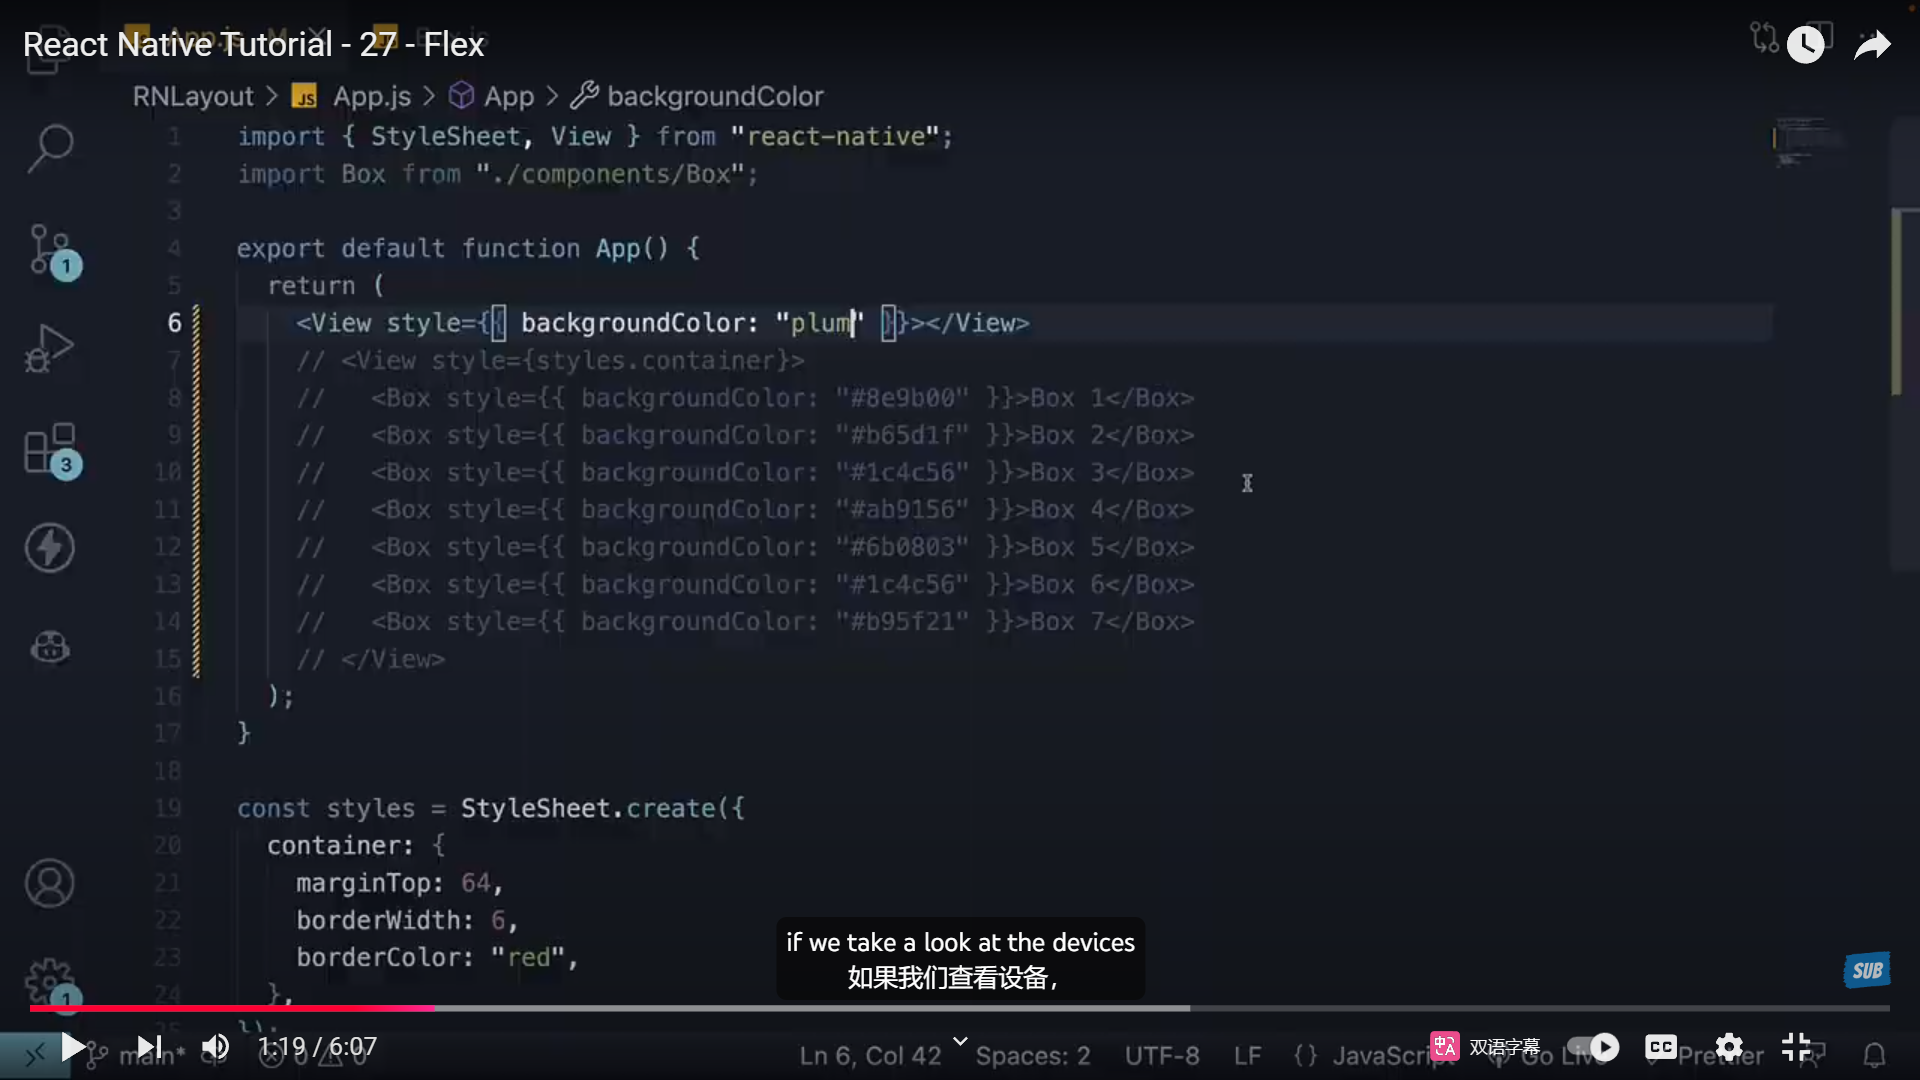 React Native Tutorial - 27 - Flex
RNLayout > JS App.js > App > backgroundColor
1 import { StyleSheet, View } from "react-native";
2 import Box from "./components/Box";
3
4 export default function App() {
5 return (
6 <View style={{ backgroundColor: "plum" }}></View>
7 // <View style={styles.container}>
8 // <Box style={{ backgroundColor: "#8e9b00" }}>Box 1</Box>
9 // <Box style={{ backgroundColor: "#b65d1f" }}>Box 2</Box>
10 // <Box style={{ backgroundColor: "#1c4c56" }}>Box 3</Box>
11 // <Box style={{ backgroundColor: "#ab9156" }}>Box 4</Box>
12 // <Box style={{ backgroundColor: "#6b0803" }}>Box 5</Box>
13 // <Box style={{ backgroundColor: "#1c4c56" }}>Box 6</Box>
14 // <Box style={{ backgroundColor: "#b95f21" }}>Box 7</Box>
15 // </View>
16 );
17 }
18
19 const styles = StyleSheet.create({
20 container: {
21 marginTop: 64,
22 borderWidth: 6,
23 borderColor: "red",
24 },
25 });
1
3
1
if we take a look at the devices
如果我们查看设备，
SUB
1:19 / 6:07
main*
Ln 6, Col 42 Spaces: 2 UTF-8 LF {} JavaScript Go Live Prettier
双语字幕
CC